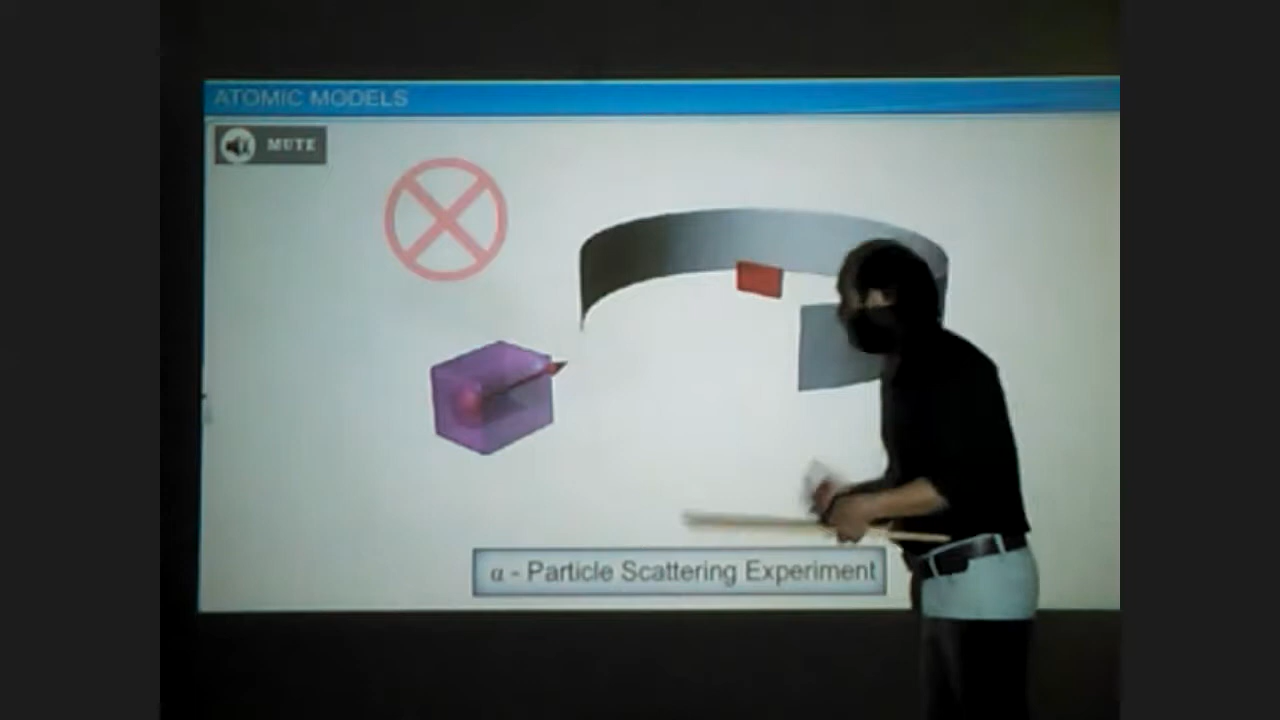 ATOMIC MODELS
MUTE
α - Particle Scattering Experiment